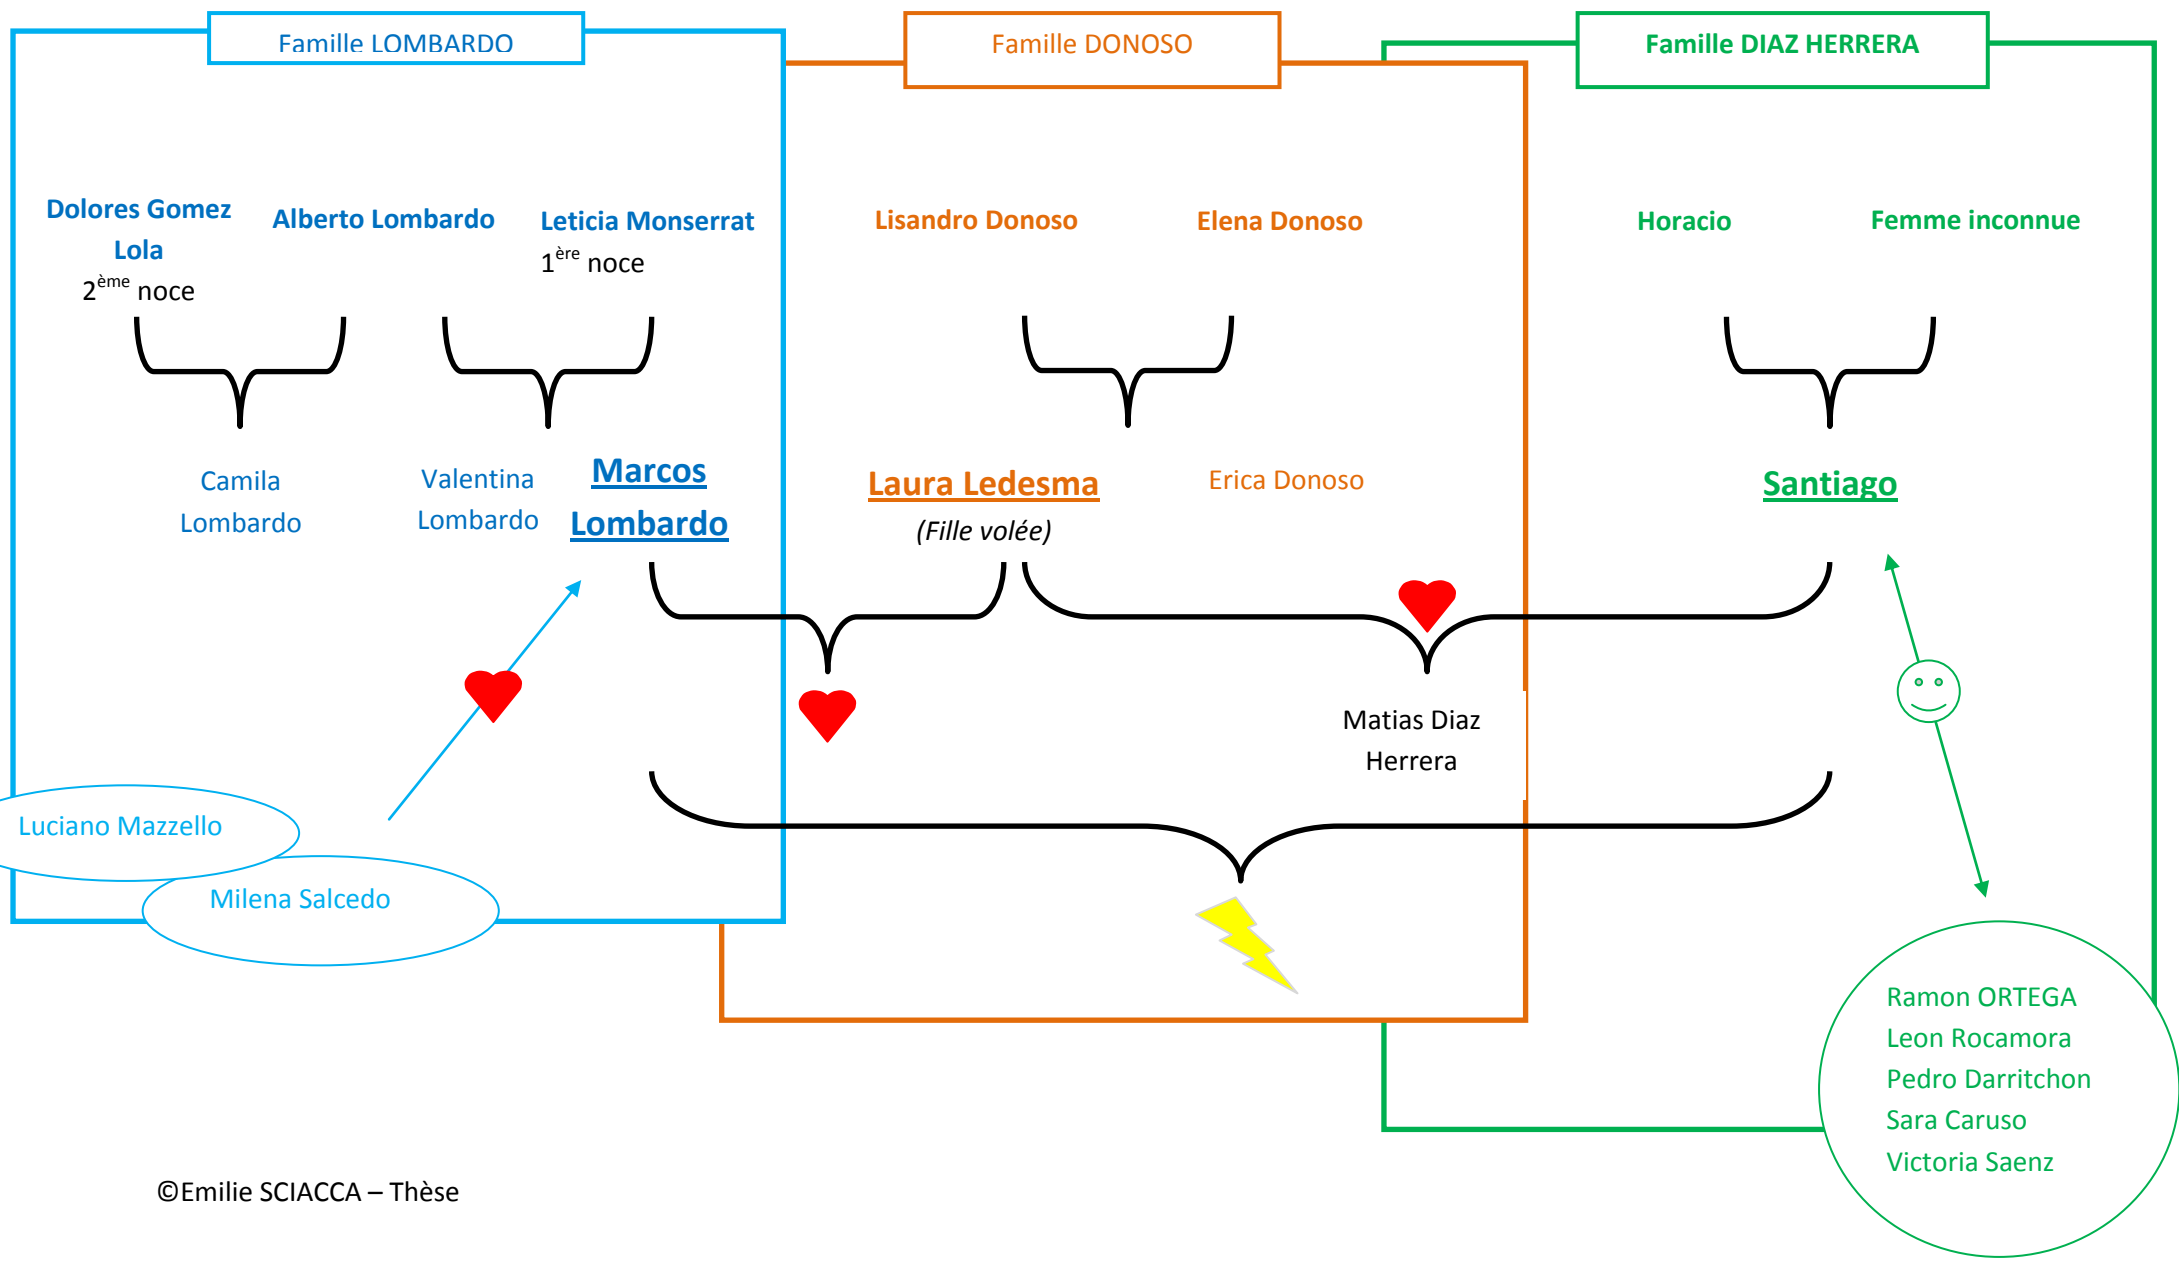 Famille LOMBARDO
Famille DONOSO
Famille DIAZ HERRERA
Dolores Gomez
Lola
2ème noce
Alberto Lombardo
Leticia Monserrat
1ère noce
Lisandro Donoso
Elena Donoso
Horacio
Femme inconnue
Camila
Lombardo
Valentina
Lombardo
Marcos
Lombardo
Laura Ledesma
(Fille volée)
Erica Donoso
Santiago
Matias Diaz
Herrera
Luciano Mazzello
Milena Salcedo
Ramon ORTEGA
Leon Rocamora
Pedro Darritchon
Sara Caruso
Victoria Saenz
©Emilie SCIACCA – Thèse